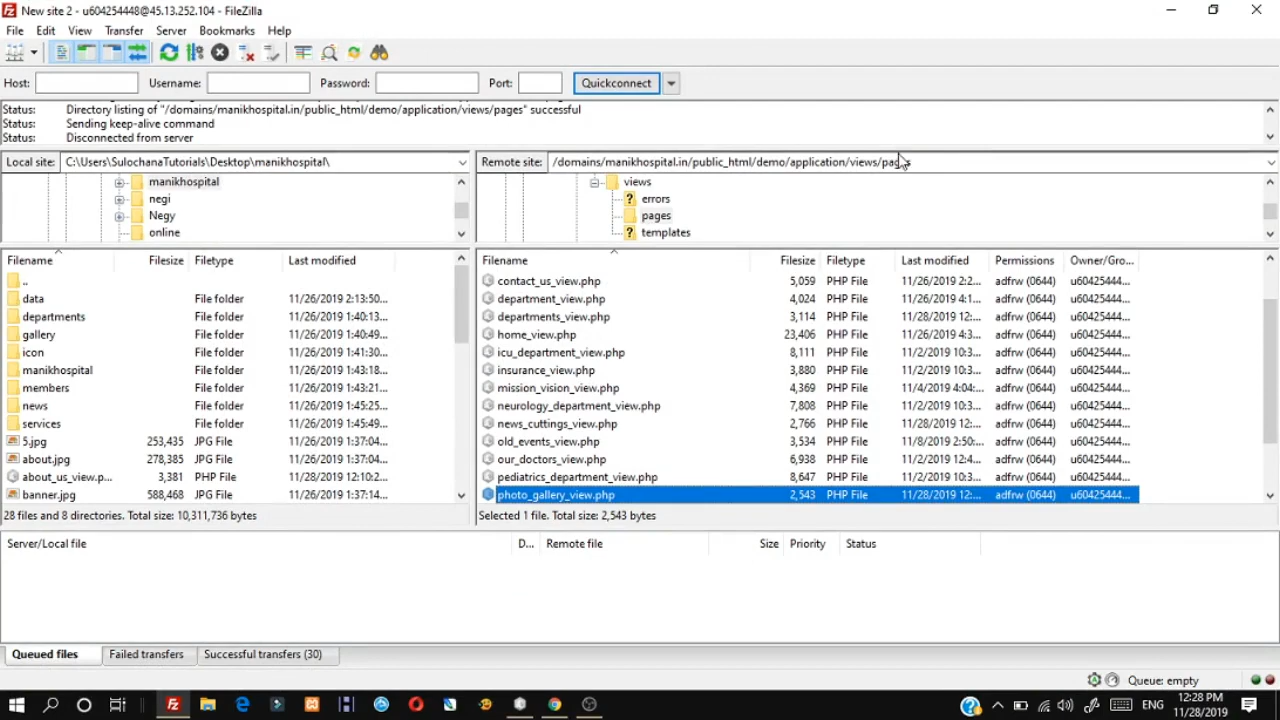 New site 2 - u604254448@45.13.252.104 - FileZilla
File Edit View Transfer Server Bookmarks Help
Host: Username: Password: Port: Quickconnect
Status: Directory listing of "/domains/manikhospital.in/public_html/demo/application/views/pages" successful
Status: Sending keep-alive command
Status: Disconnected from server
Local site: C:\Users\SulochanaTutorials\Desktop\manikhospital\
manikhospital
negi
Negy
online
Remote site: /domains/manikhospital.in/public_html/demo/application/views/pages
views
errors
pages
templates
Filename Filesize Filetype Last modified
..
data File folder 11/26/2019 2:13:50...
departments File folder 11/26/2019 1:40:13...
gallery File folder 11/26/2019 1:40:49...
icon File folder 11/26/2019 1:41:30...
manikhospital File folder 11/26/2019 1:43:18...
members File folder 11/26/2019 1:43:21...
news File folder 11/26/2019 1:45:25...
services File folder 11/26/2019 1:45:49...
5.jpg 253,435 JPG File 11/26/2019 1:37:04...
about.jpg 278,385 JPG File 11/26/2019 1:37:04...
about_us_view.p... 3,381 PHP File 11/28/2019 12:10:2...
banner.jpg 588,468 JPG File 11/26/2019 1:37:14...
28 files and 8 directories. Total size: 10,311,736 bytes
Filename Filesize Filetype Last modified Permissions Owner/Gro...
contact_us_view.php 5,059 PHP File 11/26/2019 2:2... adfrw (0644) u60425444...
department_view.php 4,024 PHP File 11/26/2019 4:1... adfrw (0644) u60425444...
departments_view.php 3,114 PHP File 11/28/2019 12:... adfrw (0644) u60425444...
home_view.php 23,406 PHP File 11/26/2019 4:3... adfrw (0644) u60425444...
icu_department_view.php 8,111 PHP File 11/2/2019 10:3... adfrw (0644) u60425444...
insurance_view.php 3,880 PHP File 11/2/2019 10:3... adfrw (0644) u60425444...
mission_vision_view.php 4,369 PHP File 11/4/2019 4:04:... adfrw (0644) u60425444...
neurology_department_view.php 7,808 PHP File 11/2/2019 10:3... adfrw (0644) u60425444...
news_cuttings_view.php 2,766 PHP File 11/28/2019 12:... adfrw (0644) u60425444...
old_events_view.php 3,534 PHP File 11/8/2019 2:50:... adfrw (0644) u60425444...
our_doctors_view.php 6,938 PHP File 11/2/2019 12:4... adfrw (0644) u60425444...
pediatrics_department_view.php 8,647 PHP File 11/2/2019 10:3... adfrw (0644) u60425444...
photo_gallery_view.php 2,543 PHP File 11/28/2019 12:... adfrw (0644) u60425444...
Selected 1 file. Total size: 2,543 bytes
Server/Local file D... Remote file Size Priority Status
Queued files Failed transfers Successful transfers (30)
Queue: empty
ENG
12:28 PM
11/28/2019